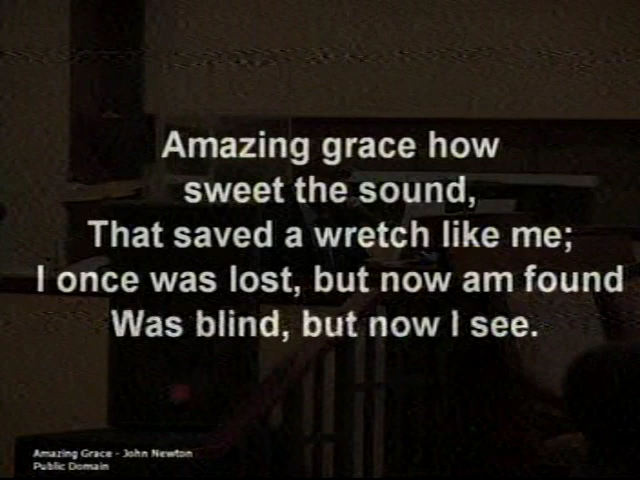 Amazing grace how
sweet the sound,
That saved a wretch like me;
I once was lost, but now am found
Was blind, but now I see.
Amazing Grace - John Newton
Public Domain